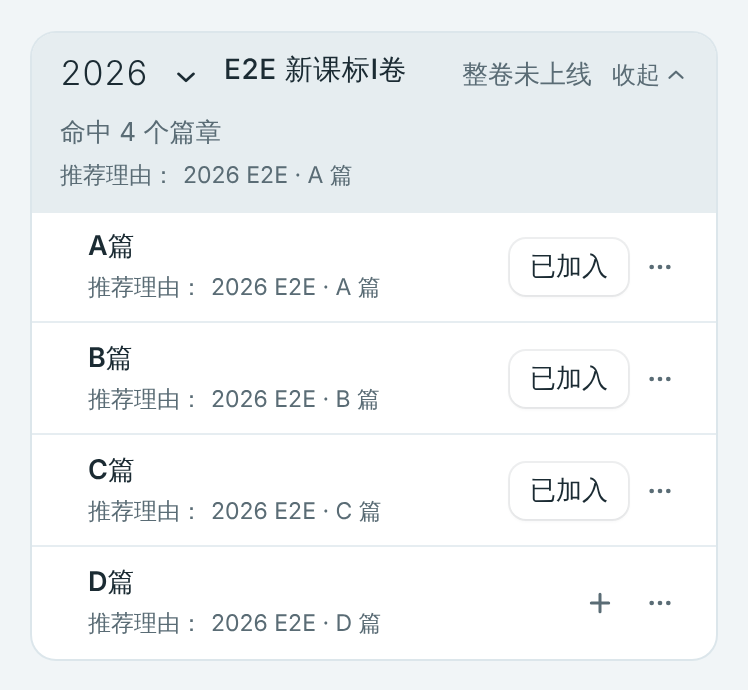 2026 E2E 新课标I卷 整卷未上线 收起
命中 4 个篇章
推荐理由： 2026 E2E · A 篇
A篇
已加入
推荐理由： 2026 E2E · A 篇
B篇
已加入
推荐理由： 2026 E2E · B 篇
C篇
已加入
推荐理由： 2026 E2E · C 篇
D篇
推荐理由： 2026 E2E · D 篇